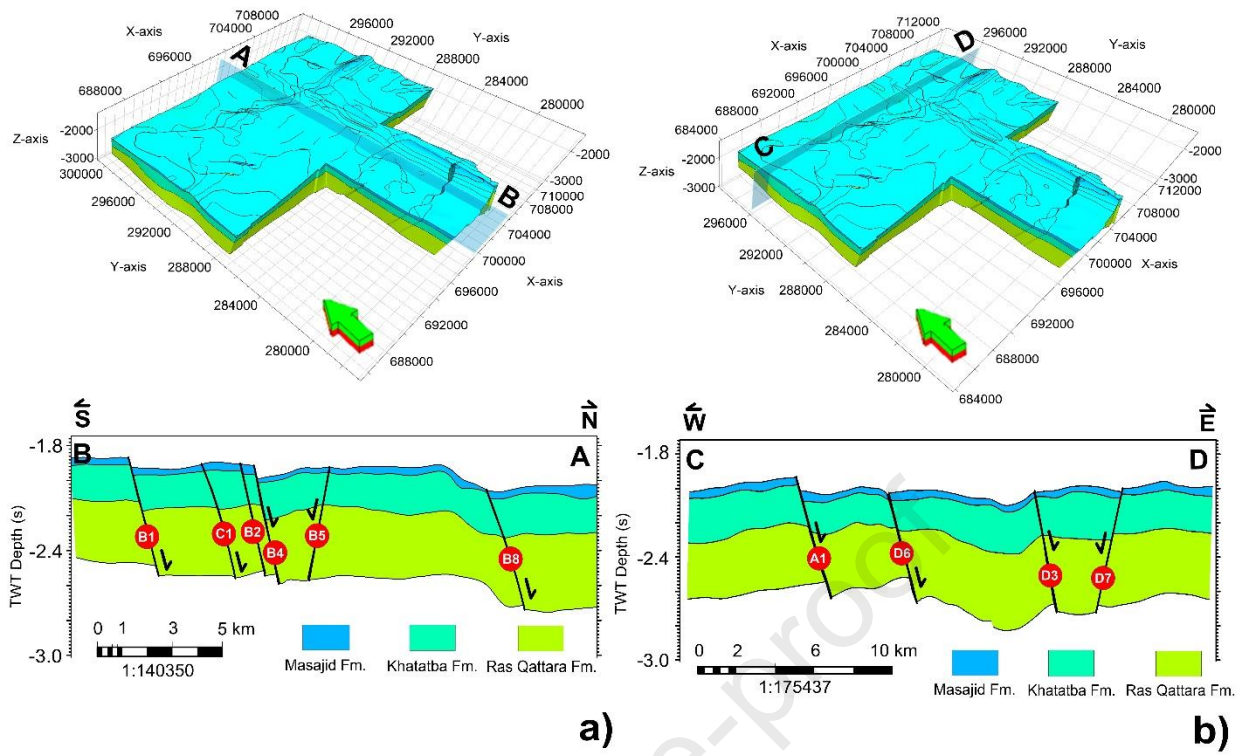 X-axis
Y-axis
708000
704000
696000
688000
A
296000
292000
288000
284000
280000
Z-axis
-2000
-3000
300000
296000
292000
288000
284000
280000
Y-axis
B
-2000
-3000
710000
708000
704000
700000
696000
692000
688000
X-axis
X-axis
Y-axis
712000
708000
704000
700000
696000
692000
688000
684000
D
296000
292000
288000
284000
280000
C
Z-axis
-2000
-3000
296000
292000
288000
284000
280000
Y-axis
-2000
-3000
712000
708000
704000
700000
696000
692000
688000
684000
X-axis
S N
B A
-1.8
-2.4
-3.0
TWT Depth (s)
B1 C1 B2 B4 B5 B8
0 1 3 5 km
1:140350
Masajid Fm. Khatatba Fm. Ras Qattara Fm.
a)
W E
C D
-1.8
-2.4
-3.0
TWT Depth (s)
A1 D6 D3 D7
0 2 6 10 km
1:175437
Masajid Fm. Khatatba Fm. Ras Qattara Fm.
b)
e-proof